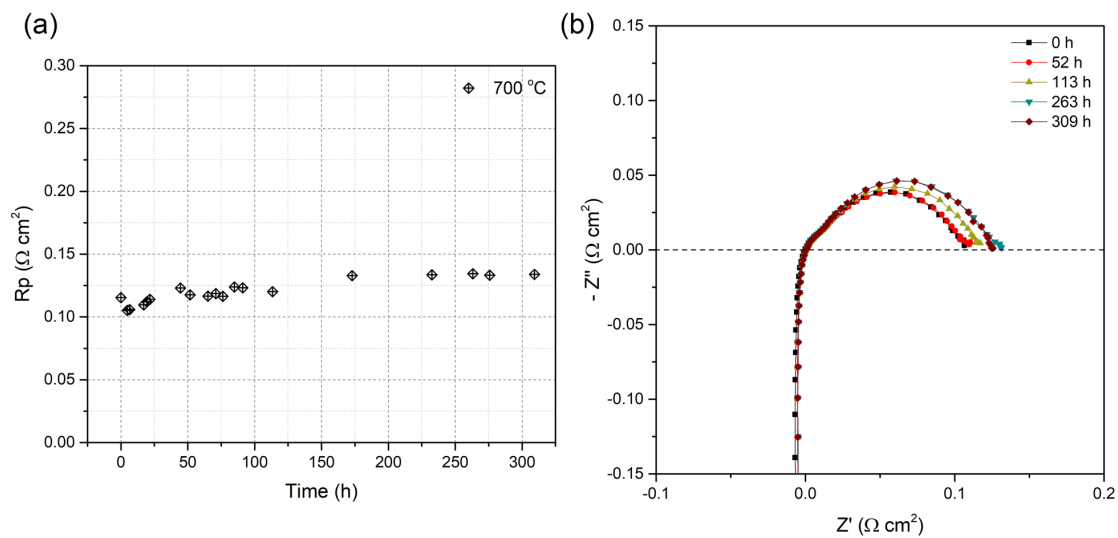 (a)
0.30
0.25
0.20
0.15
0.10
0.05
0.00
Rp (Ω cm²)
700 °C
0
50
100
150
200
250
300
Time (h)
(b)
0.15
0.10
0.05
0.00
-0.05
-0.10
-0.15
- Z'' (Ω cm²)
0 h
52 h
113 h
263 h
309 h
-0.1
0.0
0.1
0.2
Z' (Ω cm²)